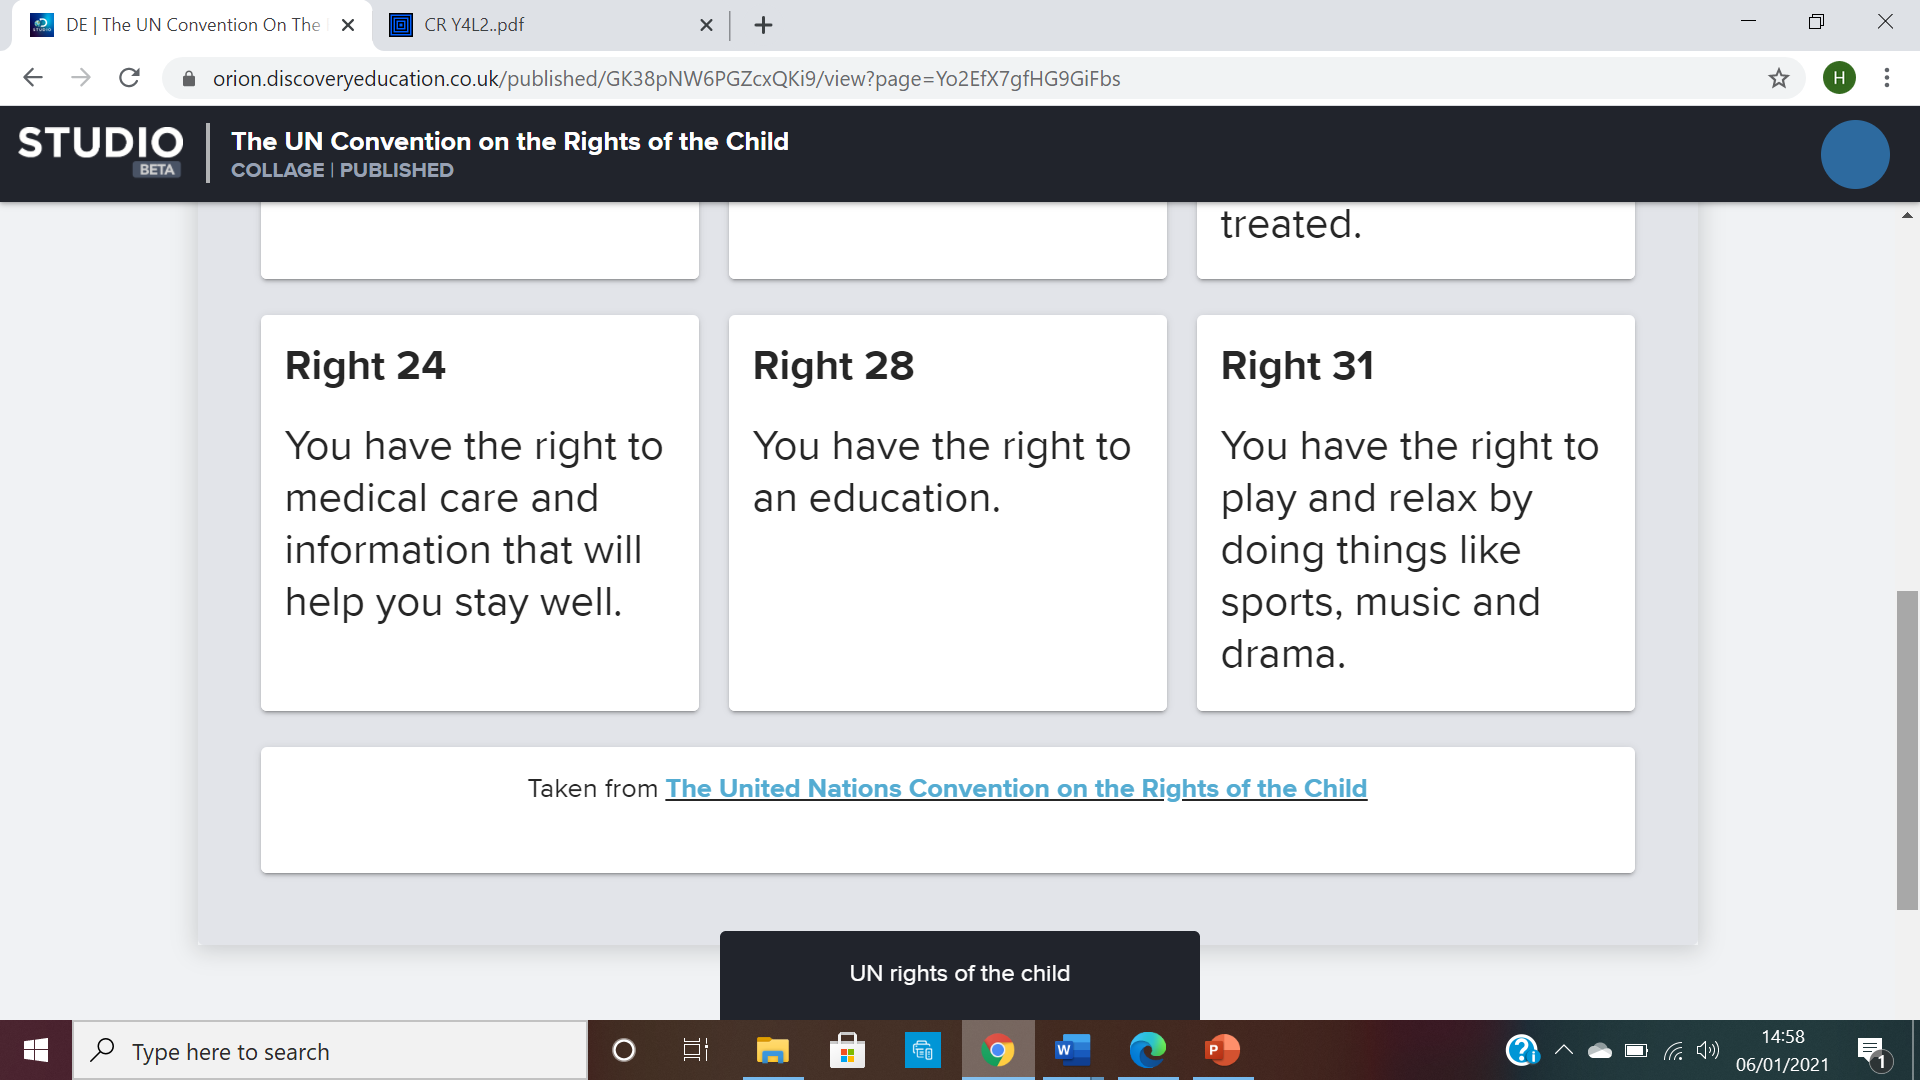 DE | The UN Convention On The
CR Y4L2..pdf
orion.discoveryeducation.co.uk/published/GK38pNW6PGZcxQKi9/view?page=Yo2EfX7gfHG9GiFbs
H
STUDIO
BETA
The UN Convention on the Rights of the Child
COLLAGE | PUBLISHED
treated.
Right 24
You have the right to
medical care and
information that will
help you stay well.
Right 28
You have the right to
an education.
Right 31
You have the right to
play and relax by
doing things like
sports, music and
drama.
Taken from The United Nations Convention on the Rights of the Child
UN rights of the child
Type here to search
14:58
06/01/2021
1